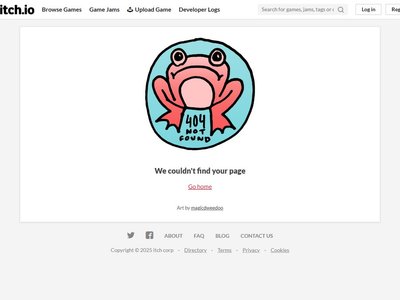 itch.io Browse Games Game Jams Upload Game Developer Logs Search for games, jams, tags or c Log in Reg
404
NOT
FOUND
We couldn't find your page
Go home
Art by magicdweedoo
ABOUT FAQ BLOG CONTACT US
Copyright © 2025 itch corp · Directory · Terms · Privacy · Cookies